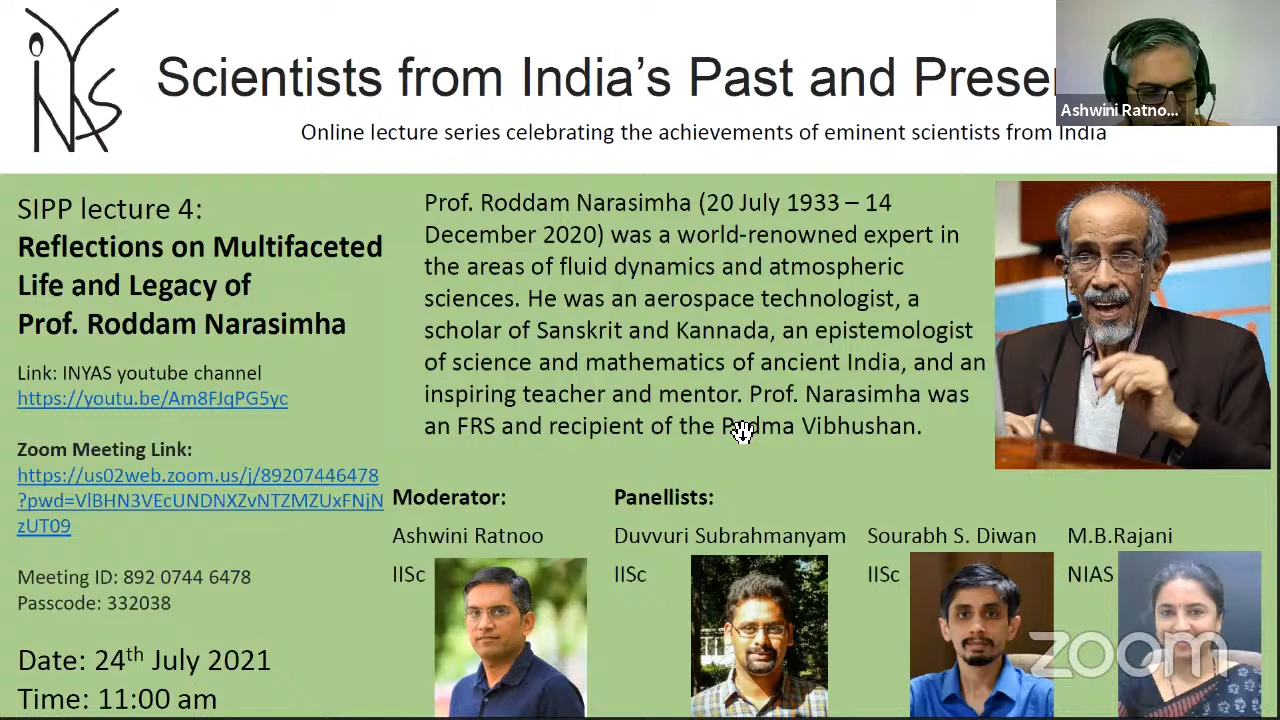 iNYAS
Scientists from India's Past and Prese
Online lecture series celebrating the achievements of eminent scientists from India
Ashwini Ratno...
SIPP lecture 4:
Reflections on Multifaceted
Life and Legacy of
Prof. Roddam Narasimha
Link: INYAS youtube channel
https://youtu.be/Am8FJqPG5yc
Zoom Meeting Link:
https://us02web.zoom.us/j/89207446478
?pwd=VlBHN3VEcUNDNXZvNTZMZUxFNjN
zUT09
Meeting ID: 892 0744 6478
Passcode: 332038
Date: 24th July 2021
Time: 11:00 am
Prof. Roddam Narasimha (20 July 1933 – 14
December 2020) was a world-renowned expert in
the areas of fluid dynamics and atmospheric
sciences. He was an aerospace technologist, a
scholar of Sanskrit and Kannada, an epistemologist
of science and mathematics of ancient India, and an
inspiring teacher and mentor. Prof. Narasimha was
an FRS and recipient of the Padma Vibhushan.
Moderator:
Ashwini Ratnoo
IISc
Panellists:
Duvvuri Subrahmanyam
IISc
Sourabh S. Diwan
IISc
M.B.Rajani
NIAS
zoom